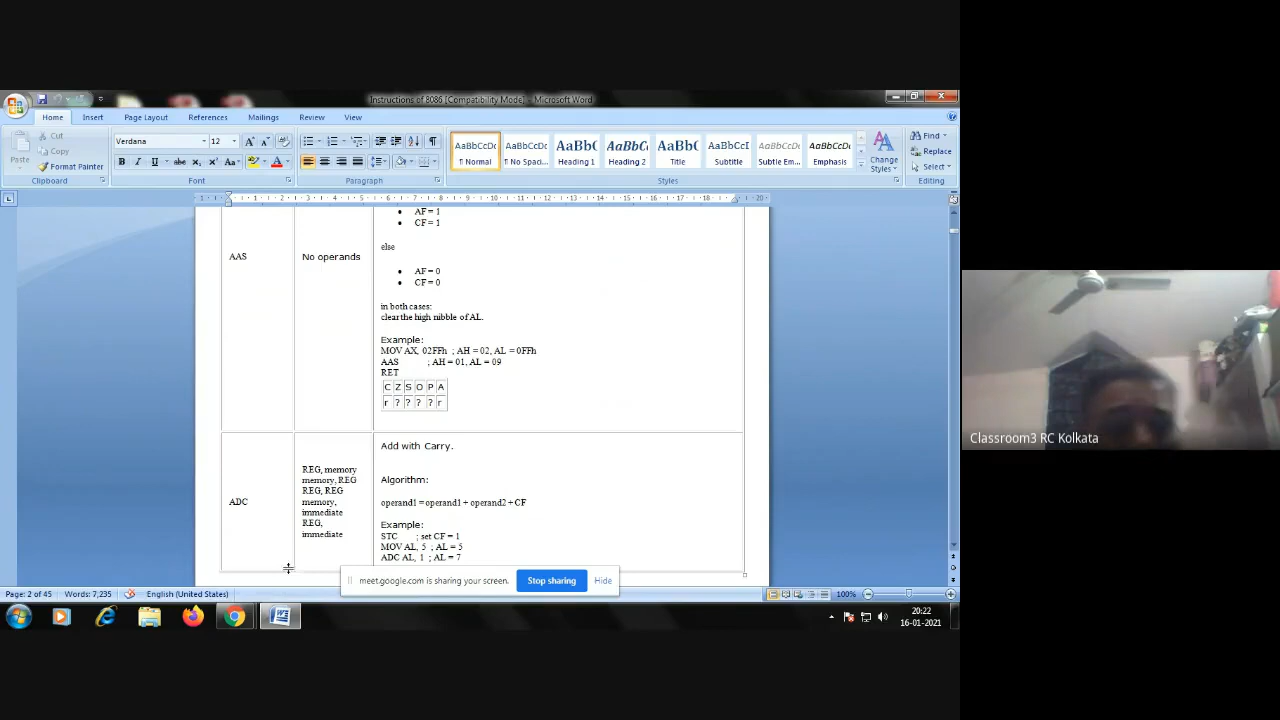 Instructions of 8086 [Compatibility Mode] - Microsoft Word
Home Insert Page Layout References Mailings Review View
Paste
Cut
Copy
Format Painter
Clipboard
Verdana 12
Font
Paragraph
AaBbCcDc AaBbCcDc AaBbC AaBbCc AaBbC AaBbCcI AaBbCcDc AaBbCcDc
¶ Normal ¶ No Spaci... Heading 1 Heading 2 Title Subtitle Subtle Em... Emphasis
Change Styles
Styles
Find
Replace
Select
Editing
AF = 1
CF = 1
else
AAS
No operands
AF = 0
CF = 0
in both cases:
clear the high nibble of AL.
Example:
MOV AX, 02FFh ; AH = 02, AL = 0FFh
AAS ; AH = 01, AL = 09
RET
C Z S O P A
r ? ? ? ? r
ADC
REG, memory
memory, REG
REG, REG
memory,
immediate
REG,
immediate
Add with Carry.
Algorithm:
operand1 = operand1 + operand2 + CF
Example:
STC ; set CF = 1
MOV AL, 5 ; AL = 5
ADC AL, 1 ; AL = 7
meet.google.com is sharing your screen. Stop sharing Hide
Page: 2 of 45 Words: 7,235 English (United States) 100%
20:22
16-01-2021
Classroom3 RC Kolkata